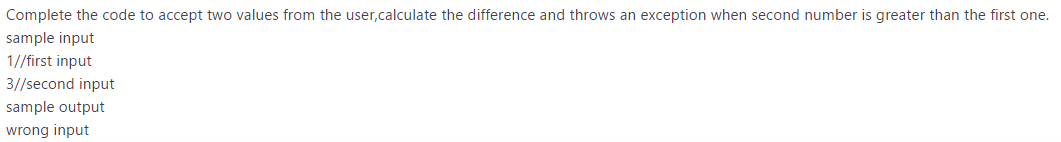 Complete the code to accept two values from the user,calculate the difference and throws an exception when second number is greater than the first one.
sample input
1//first input
3//second input
sample output
wrong input